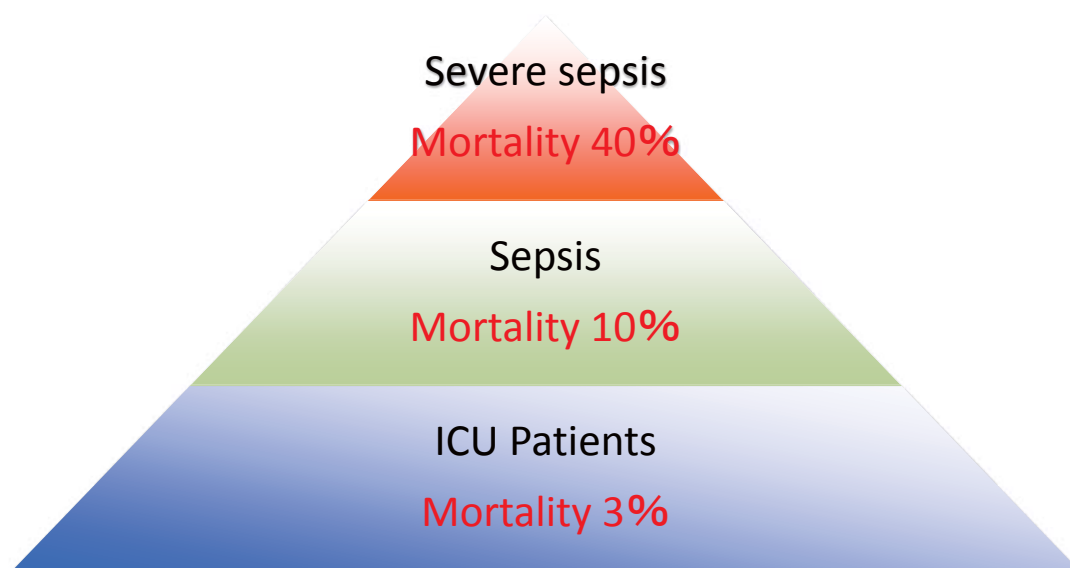 Severe sepsis
Mortality 40%
Sepsis
Mortality 10%
ICU Patients
Mortality 3%